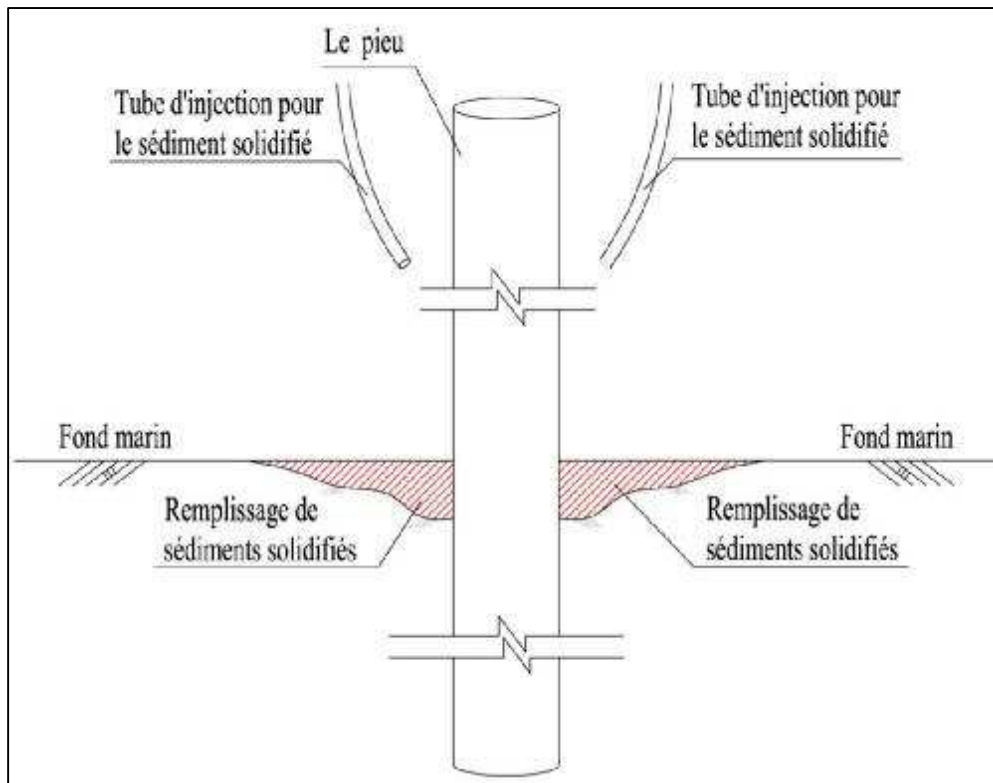 Le pieu
Tube d'injection pour
le sédiment solidifié
Tube d'injection pour
le sédiment solidifié
Fond marin
Fond marin
Remplissage de
sédiments solidifiés
Remplissage de
sédiments solidifiés